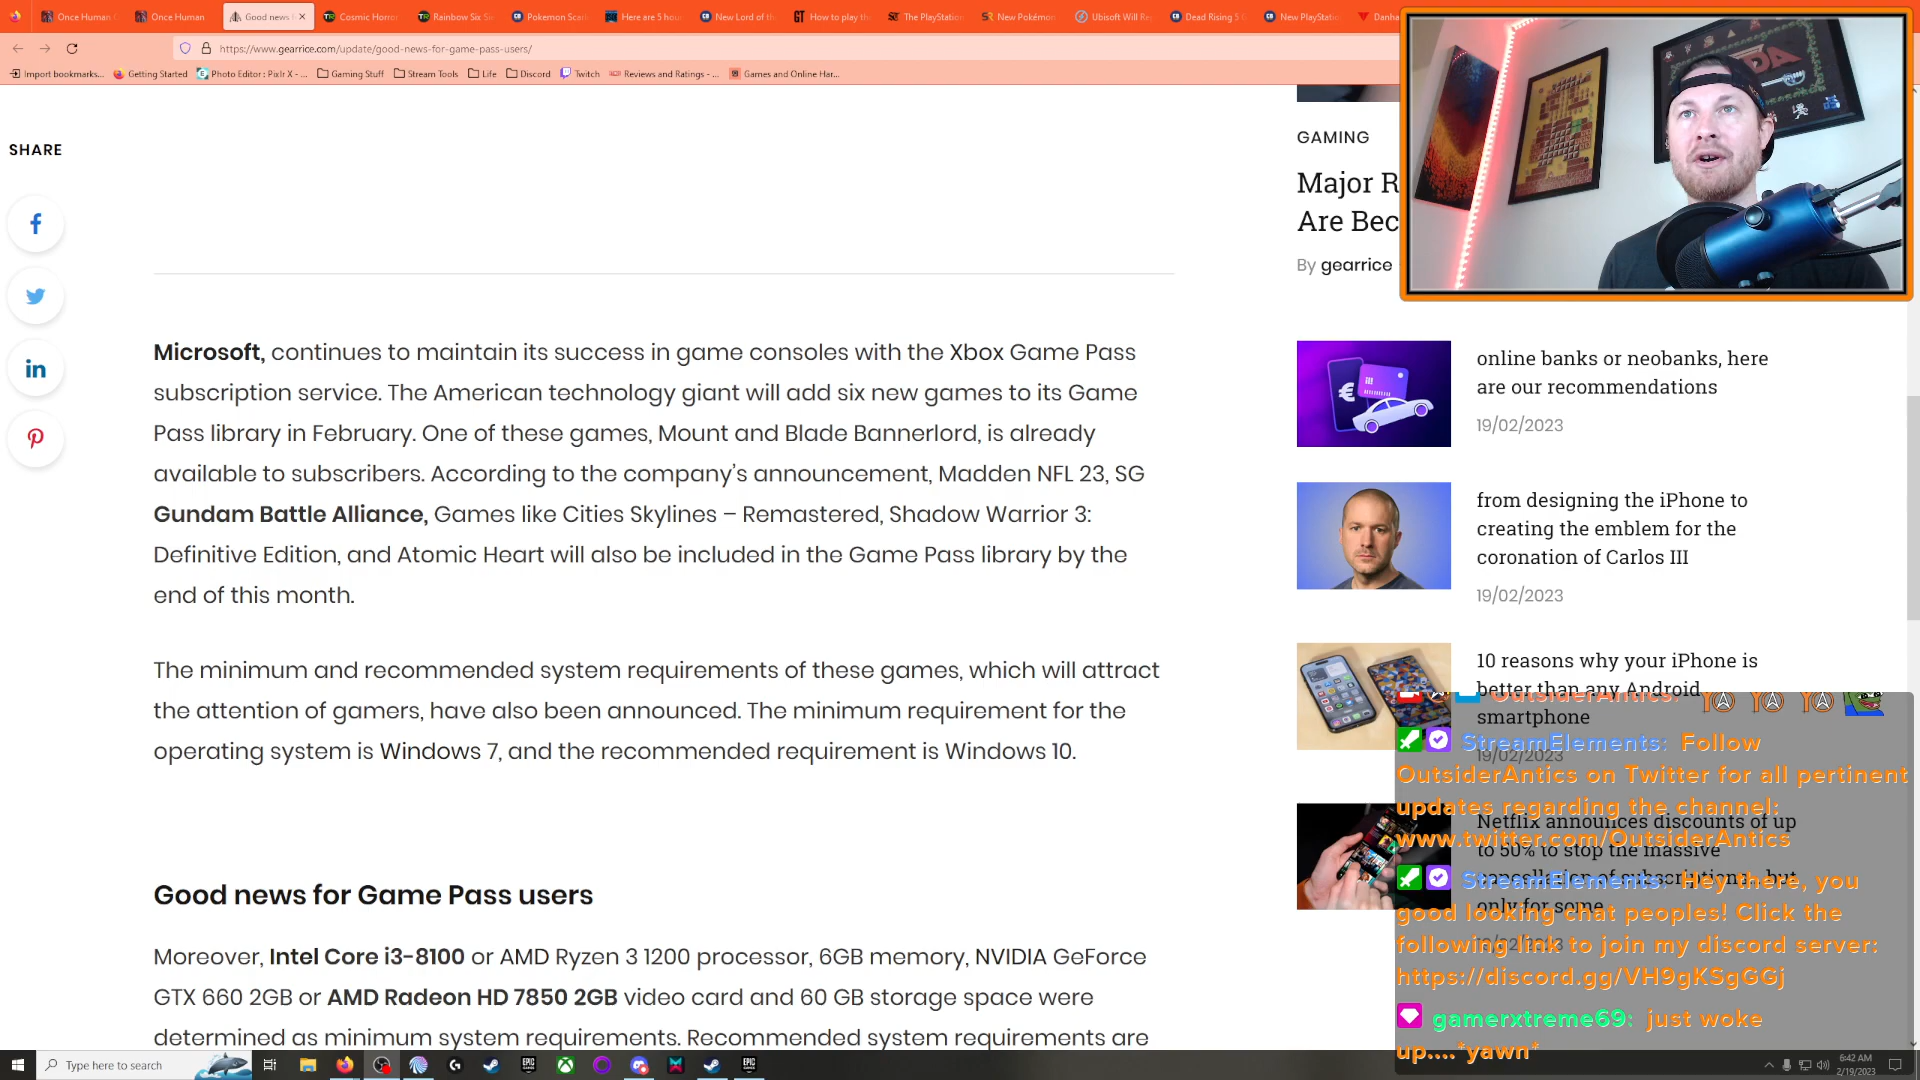 Once Human
Once Human
Good news
Cosmic Horror
Rainbow Six Si
Pokemon Scar
Here are 5 hou
New Lord of th
How to play th
The PlayStation
New Pokémon
Ubisoft Will Re
Dead Rising 5
New PlayStatio
Danha
https://www.gearrice.com/update/good-news-for-game-pass-users/
Import bookmarks...
Getting Started
Photo Editor : Pixlr X - ...
Gaming Stuff
Stream Tools
Life
Discord
Twitch
Reviews and Ratings - ...
Games and Online Har...
SHARE
Microsoft, continues to maintain its success in game consoles with the Xbox Game Pass
subscription service. The American technology giant will add six new games to its Game
Pass library in February. One of these games, Mount and Blade Bannerlord, is already
available to subscribers. According to the company's announcement, Madden NFL 23, SG
Gundam Battle Alliance, Games like Cities Skylines – Remastered, Shadow Warrior 3:
Definitive Edition, and Atomic Heart will also be included in the Game Pass library by the
end of this month.
The minimum and recommended system requirements of these games, which will attract
the attention of gamers, have also been announced. The minimum requirement for the
operating system is Windows 7, and the recommended requirement is Windows 10.
Good news for Game Pass users
Moreover, Intel Core i3-8100 or AMD Ryzen 3 1200 processor, 6GB memory, NVIDIA GeForce
GTX 660 2GB or AMD Radeon HD 7850 2GB video card and 60 GB storage space were
determined as minimum system requirements. Recommended system requirements are
GAMING
Major R
Are Bec
By gearrice
online banks or neobanks, here
are our recommendations
19/02/2023
from designing the iPhone to
creating the emblem for the
coronation of Carlos III
19/02/2023
10 reasons why your iPhone is
better than any Android
smartphone
19/02/2023
Netflix announces discounts of up
to 50% to stop the massive
cancellation of subscriptions, but
only for some
19/02/2023
OutsiderAntics:
StreamElements: Follow
OutsiderAntics on Twitter for all pertinent
updates regarding the channel:
www.twitter.com/OutsiderAntics
StreamElements: Hey there, you
good looking chat peoples! Click the
following link to join my discord server:
https://discord.gg/VH9gKSgGGj
gamerxtreme69: just woke
up....*yawn*
Type here to search
6:42 AM
2/19/2023